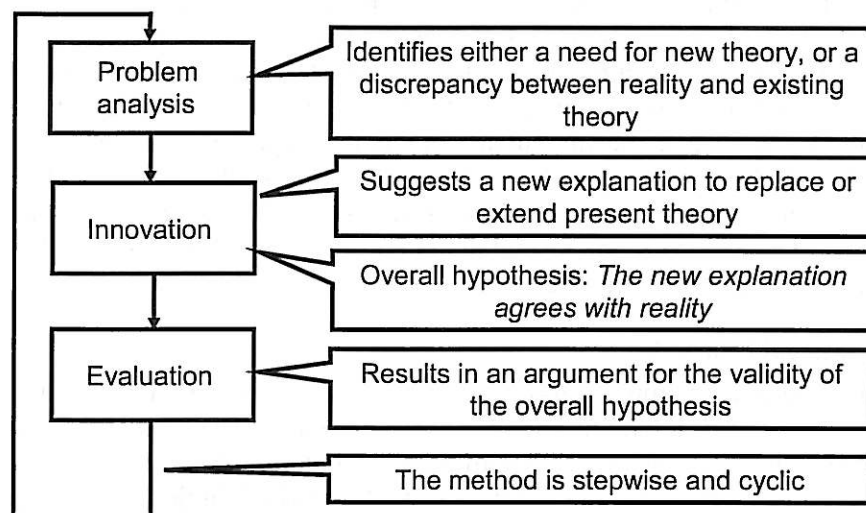 Problem
analysis
Identifies either a need for new theory, or a
discrepancy between reality and existing
theory
Innovation
Suggests a new explanation to replace or
extend present theory
Overall hypothesis: The new explanation
agrees with reality
Evaluation
Results in an argument for the validity of
the overall hypothesis
The method is stepwise and cyclic